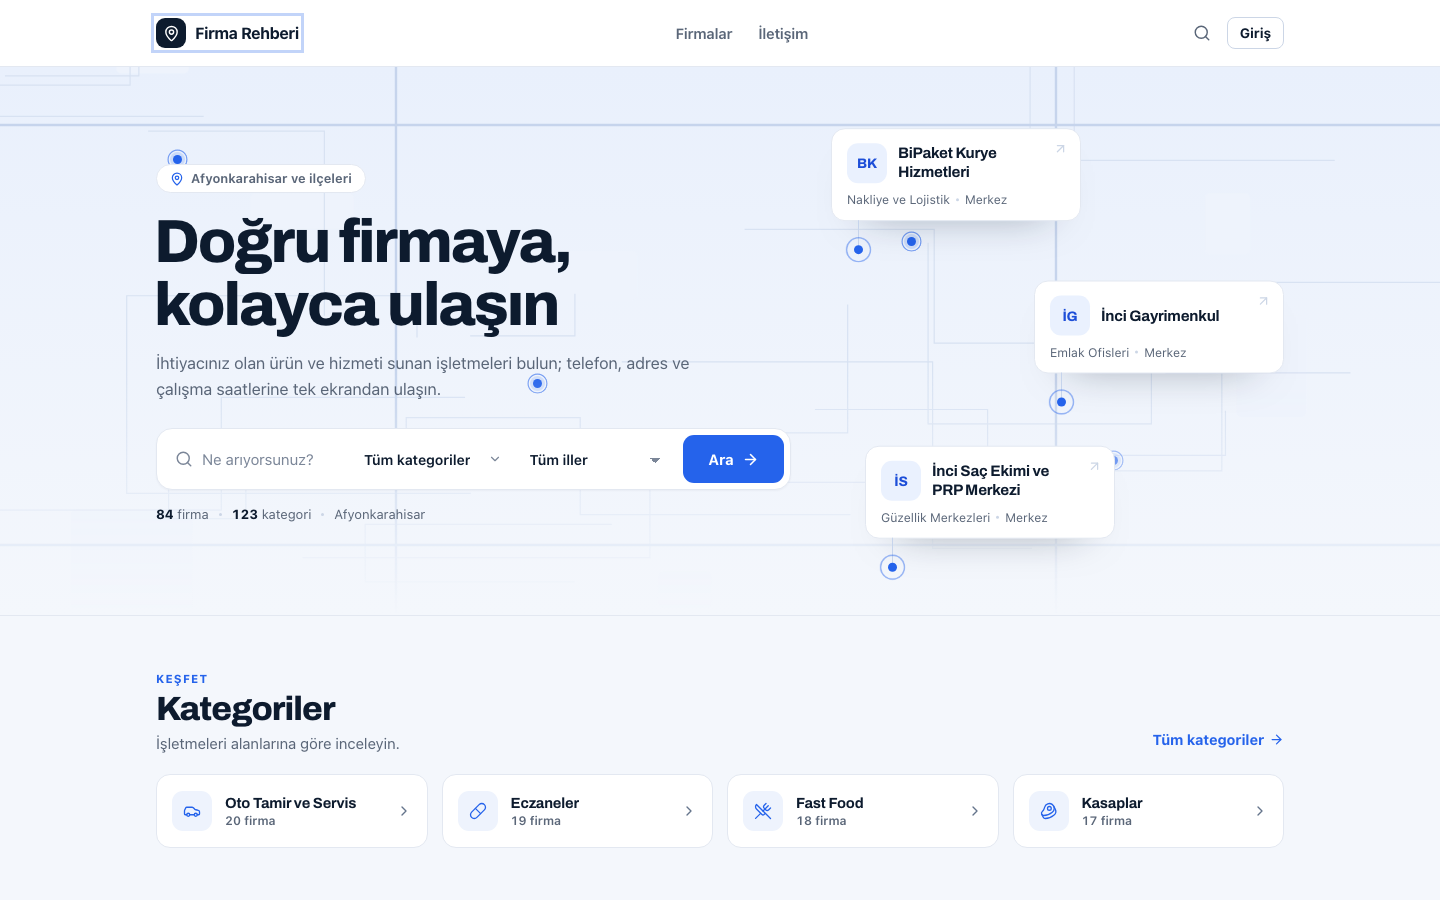 Firma Rehberi
Firmalar
İletişim
Giriş
Afyonkarahisar ve ilçeleri
Doğru firmaya,
kolayca ulaşın
İhtiyacınız olan ürün ve hizmeti sunan işletmeleri bulun; telefon, adres ve
çalışma saatlerine tek ekrandan ulaşın.
Ne arıyorsunuz?
Tüm kategoriler
Tüm iller
Ara
84 firma • 123 kategori • Afyonkarahisar
BK
BiPaket Kurye
Hizmetleri
Nakliye ve Lojistik • Merkez
İG
İnci Gayrimenkul
Emlak Ofisleri • Merkez
İS
İnci Saç Ekimi ve
PRP Merkezi
Güzellik Merkezleri • Merkez
KEŞFET
Kategoriler
İşletmeleri alanlarına göre inceleyin.
Tüm kategoriler
Oto Tamir ve Servis
20 firma
Eczaneler
19 firma
Fast Food
18 firma
Kasaplar
17 firma